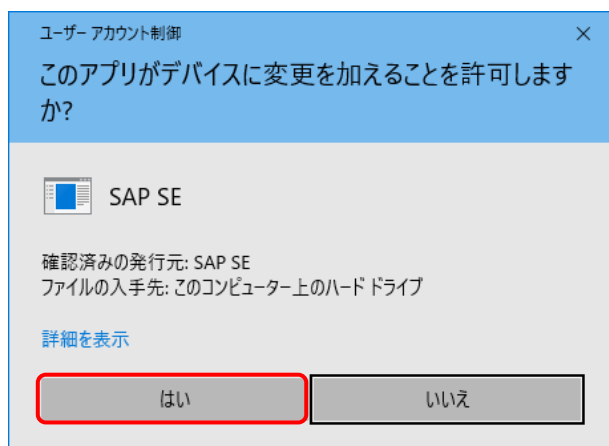 ユーザー アカウント制御
このアプリがデバイスに変更を加えることを許可します
か?
SAP SE
確認済みの発行元: SAP SE
ファイルの入手先: このコンピューター上のハード ドライブ
詳細を表示
はい
いいえ